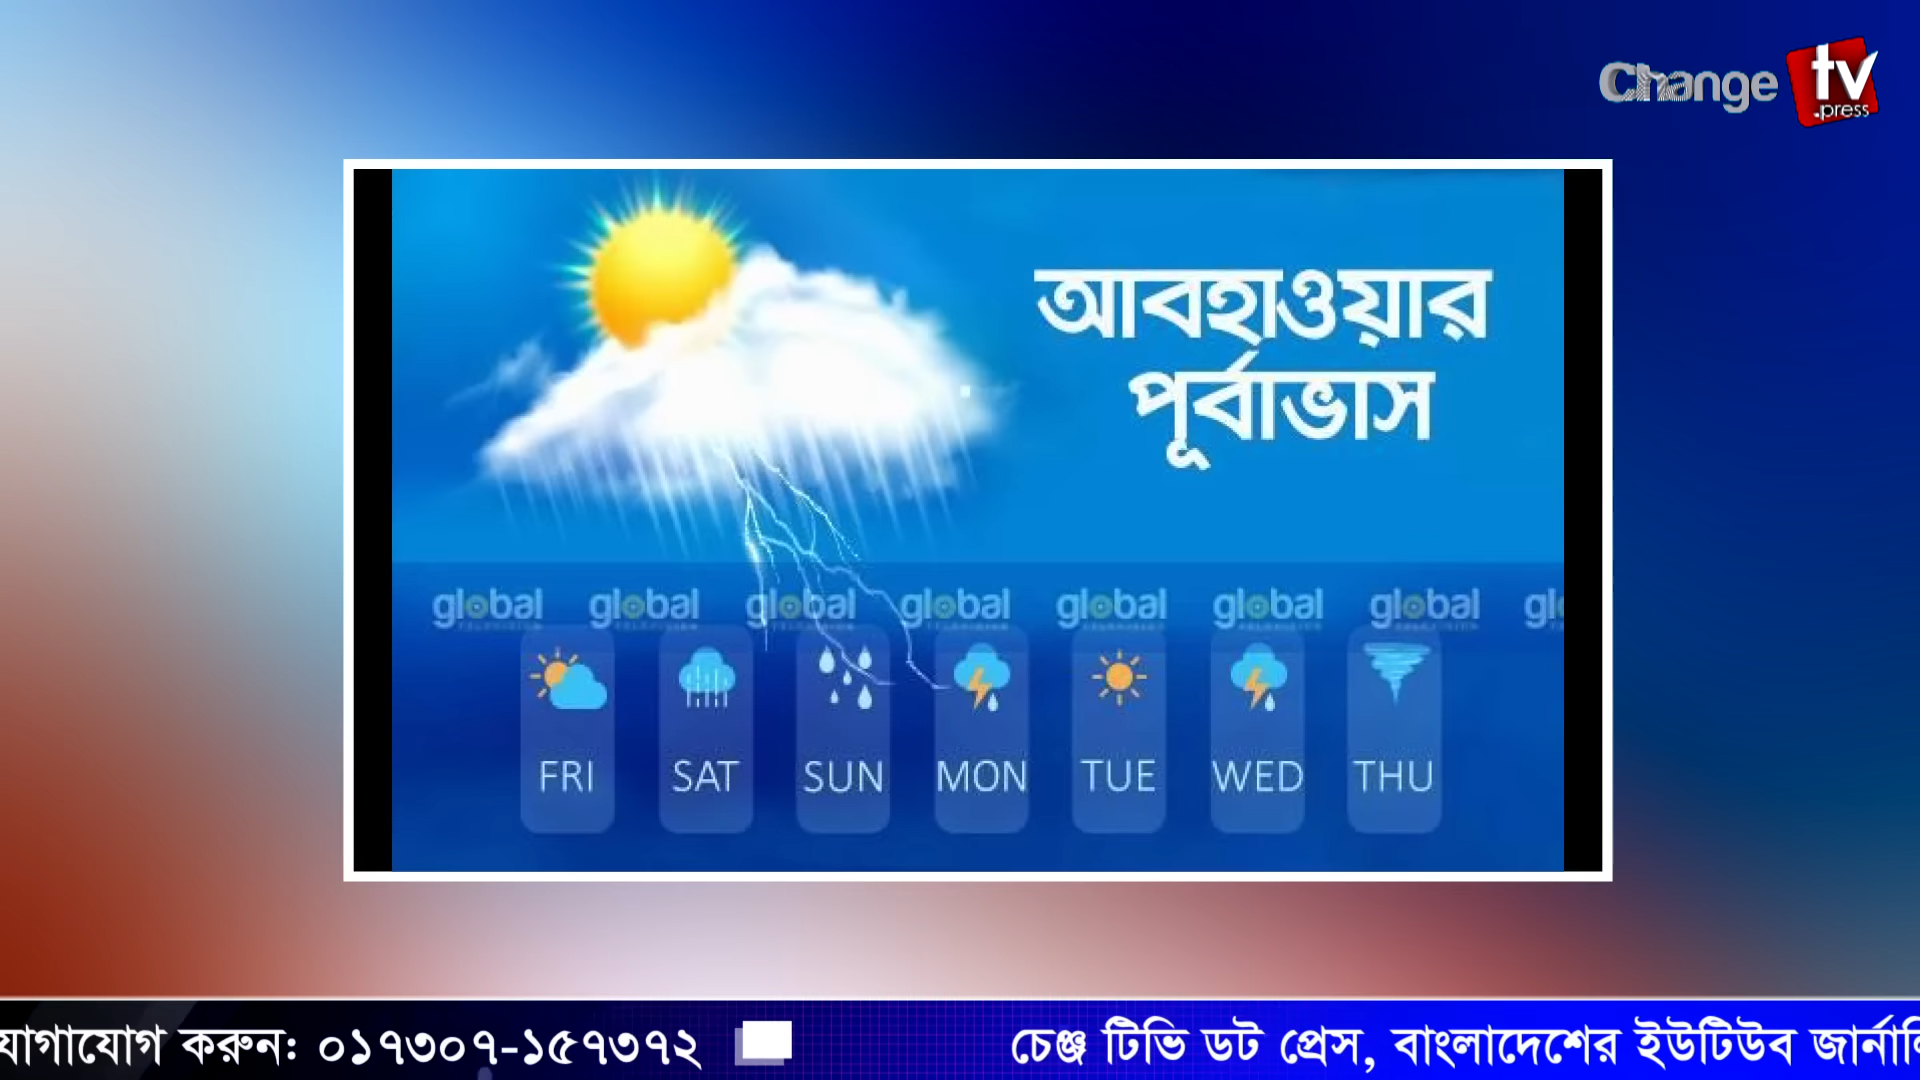 Change tv
.press
আবহাওয়ার
পূর্বাভাস
global global global global global global global
FRI SAT SUN MON TUE WED THU
যাগাযোগ করুন: ০১৭৩০৭-১৫৭৩৭২
চেঞ্জ টিভি ডট প্রেস, বাংলাদেশের ইউটিউব